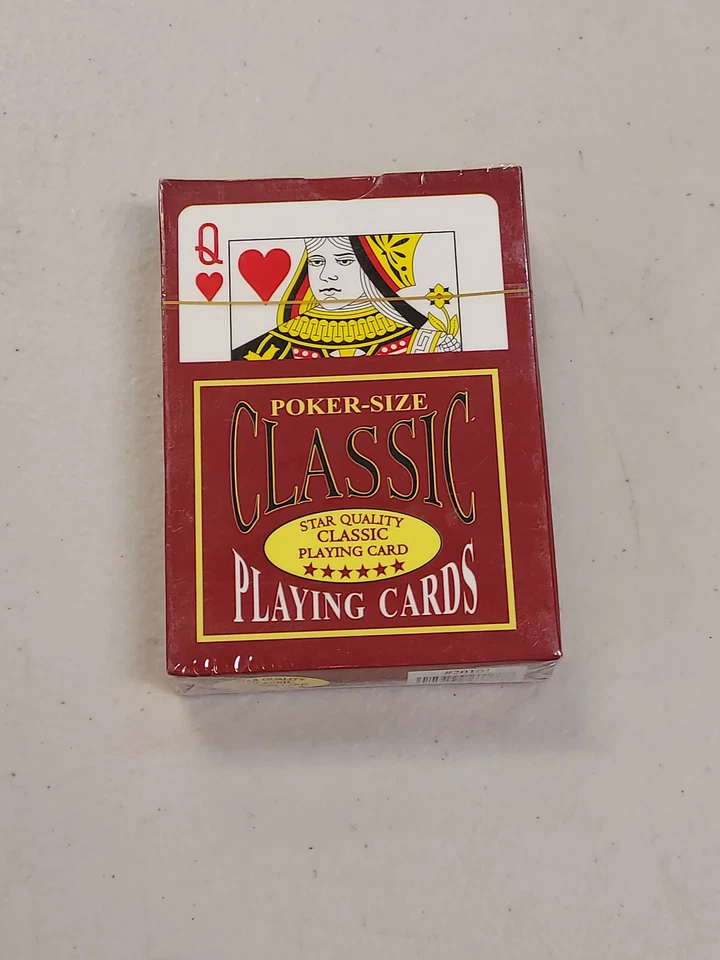 Q
POKER-SIZE
CLASSIC
STAR QUALITY
CLASSIC
PLAYING CARD
PLAYING CARDS